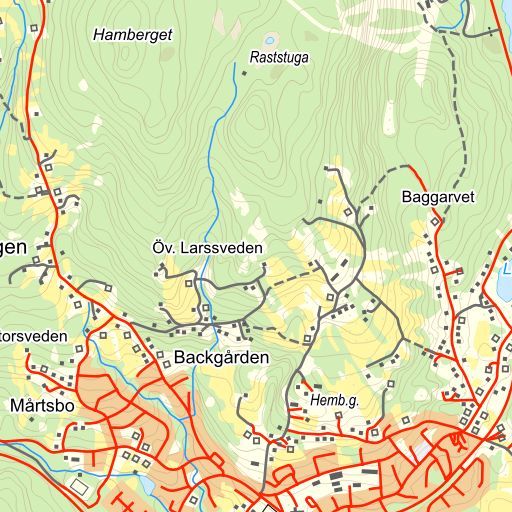 Hamberget
Raststuga
Baggarvet
gen
Öv. Larssveden
torsveden
Backgården
Mårtsbo
Hemb.g.
L